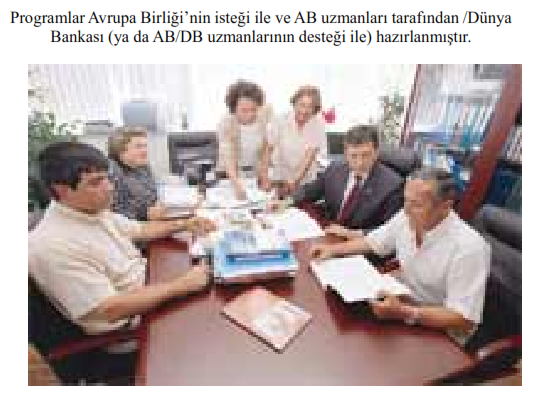 Programlar Avrupa Birliği’nin isteği ile ve AB uzmanları tarafından /Dünya
Bankası (ya da AB/DB uzmanlarının desteği ile) hazırlanmıştır.